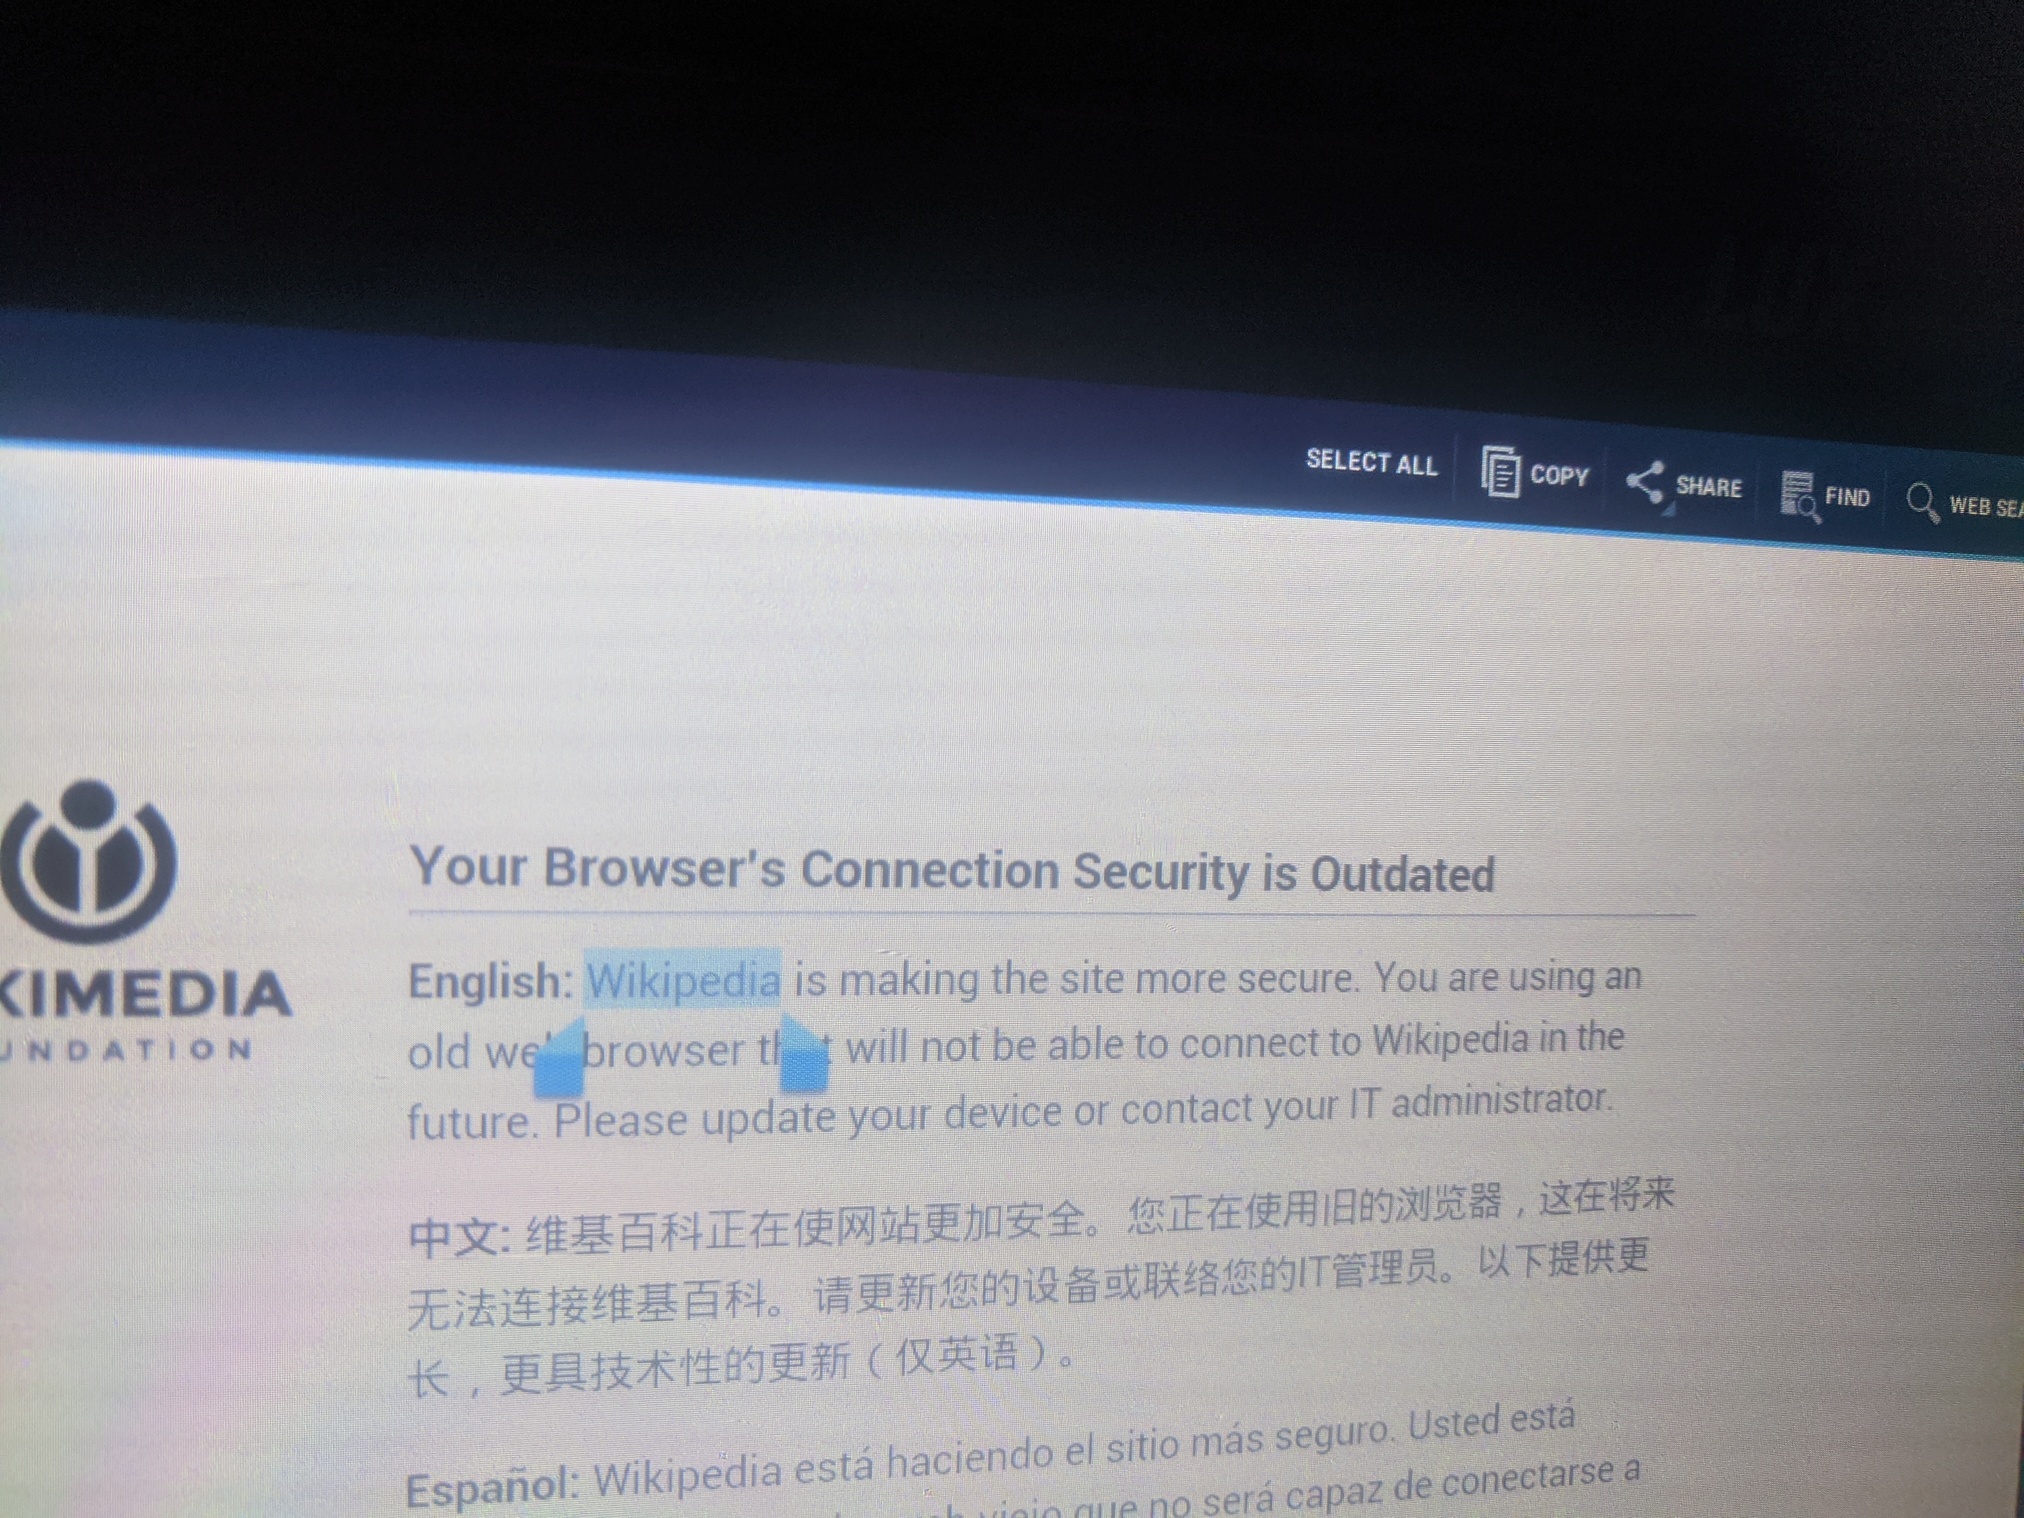 SELECT ALL
COPY
SHARE
FIND
WEB SEA
KIMEDIA
UNDATION
Your Browser's Connection Security is Outdated
English: Wikipedia is making the site more secure. You are using an
old web browser that will not be able to connect to Wikipedia in the
future. Please update your device or contact your IT administrator.
中文: 维基百科正在使网站更加安全。您正在使用旧的浏览器，这在将来
无法连接维基百科。请更新您的设备或联络您的IT管理员。以下提供更
长，更具技术性的更新（仅英语）。
Español: Wikipedia está haciendo el sitio más seguro. Usted está
viejo que no será capaz de conectarse a